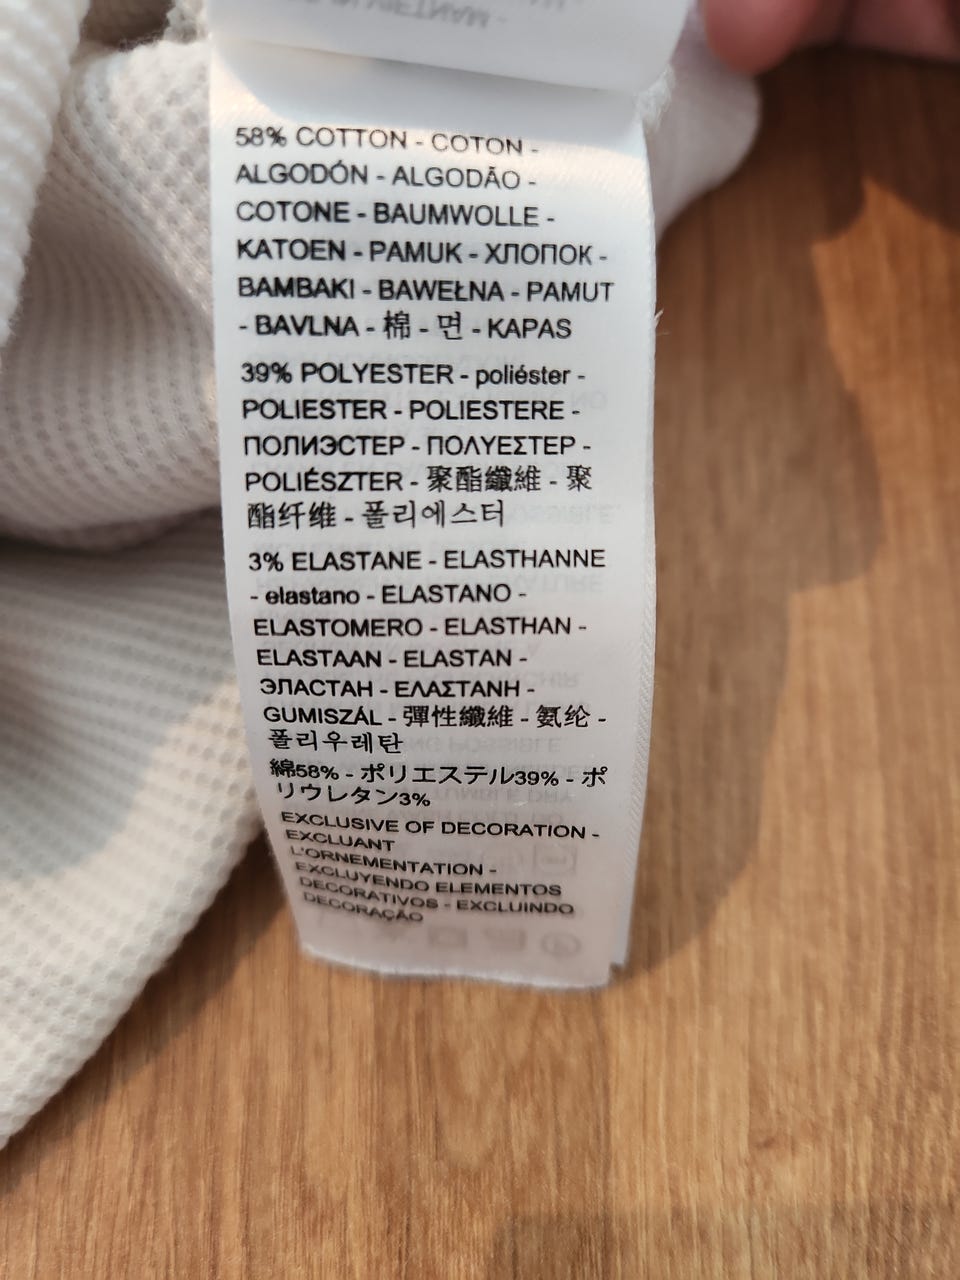 58% COTTON - COTON -
ALGODÓN - ALGODÃO -
COTONE - BAUMWOLLE -
KATOEN - PAMUK - ХЛОПОК -
BAMBAKI - BAWEŁNA - PAMUT
- BAVLNA - 棉 - 면 - KAPAS
39% POLYESTER - poliéster -
POLIESTER - POLIESTERE -
ПОЛИЭСТЕР - ΠΟΛΥΕΣΤΕΡ -
POLIÉSZTER - 聚酯纖維 - 聚
酯纤维 - 폴리에스터
3% ELASTANE - ELASTHANNE
- elastano - ELASTANO -
ELASTOMERO - ELASTHAN -
ELASTAAN - ELASTAN -
ЭЛАСТАН - ΕΛΑΣΤΑΝΗ -
GUMISZÁL - 彈性纖維 - 氨纶 -
폴리우레탄
綿58% - ポリエステル39% - ポ
リウレタン3%
EXCLUSIVE OF DECORATION -
EXCLUANT
L'ORNEMENTATION -
EXCLUYENDO ELEMENTOS
DECORATIVOS - EXCLUINDO
DECORAÇÃO